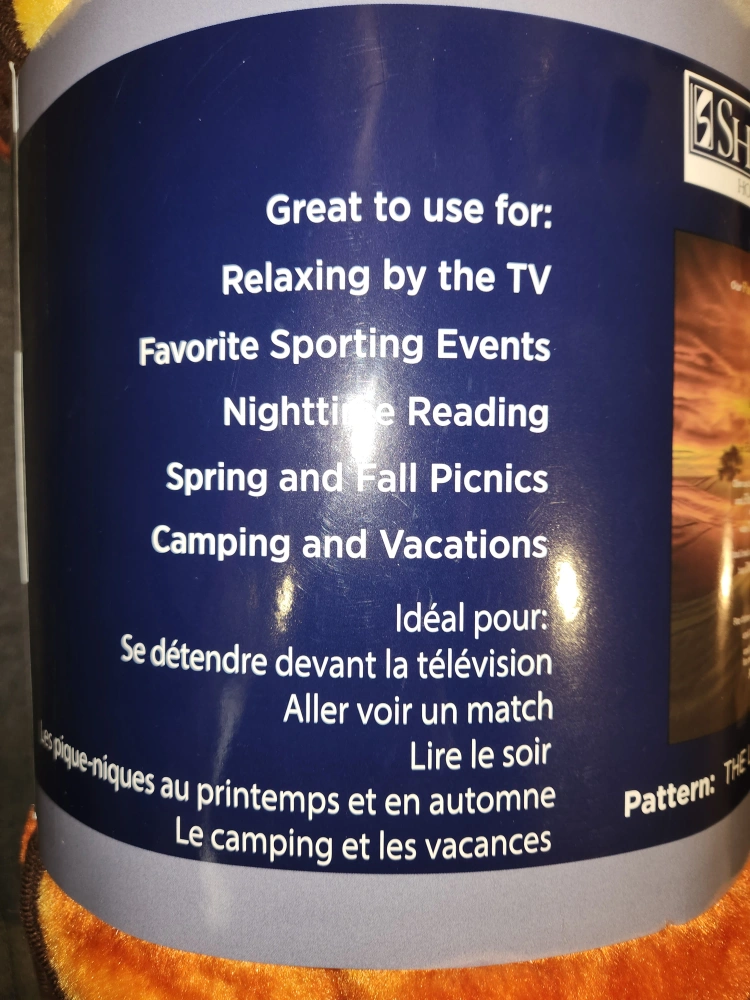 Great to use for:
Relaxing by the TV
Favorite Sporting Events
Nighttime Reading
Spring and Fall Picnics
Camping and Vacations
Idéal pour:
Se détendre devant la télévision
Aller voir un match
Lire le soir
Les pique-niques au printemps et en automne
Le camping et les vacances
SH
Pattern: THE